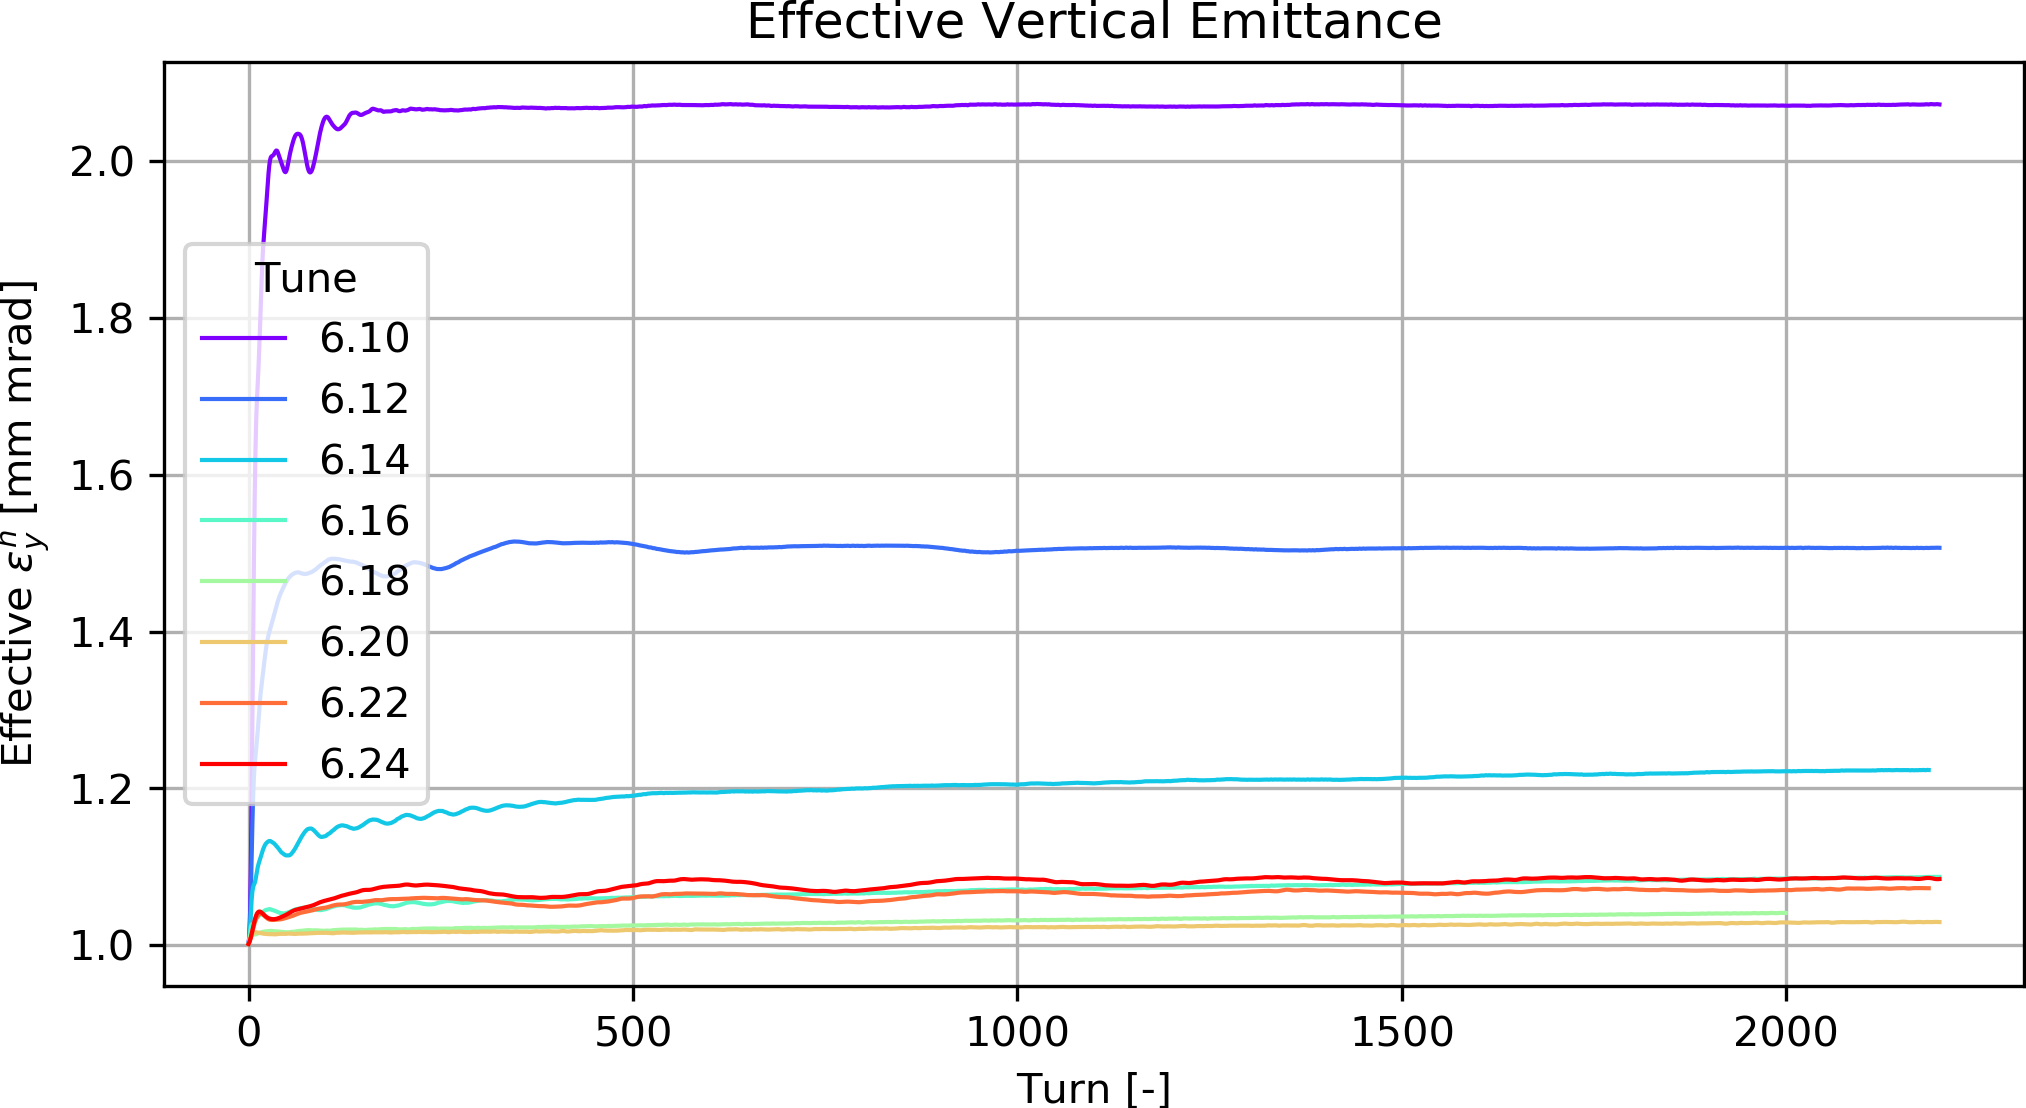 Effective Vertical Emittance
Effective εₙʸ [mm mrad]
2.0
1.8
1.6
1.4
1.2
1.0
Tune
6.10
6.12
6.14
6.16
6.18
6.20
6.22
6.24
0 500 1000 1500 2000
Turn [-]